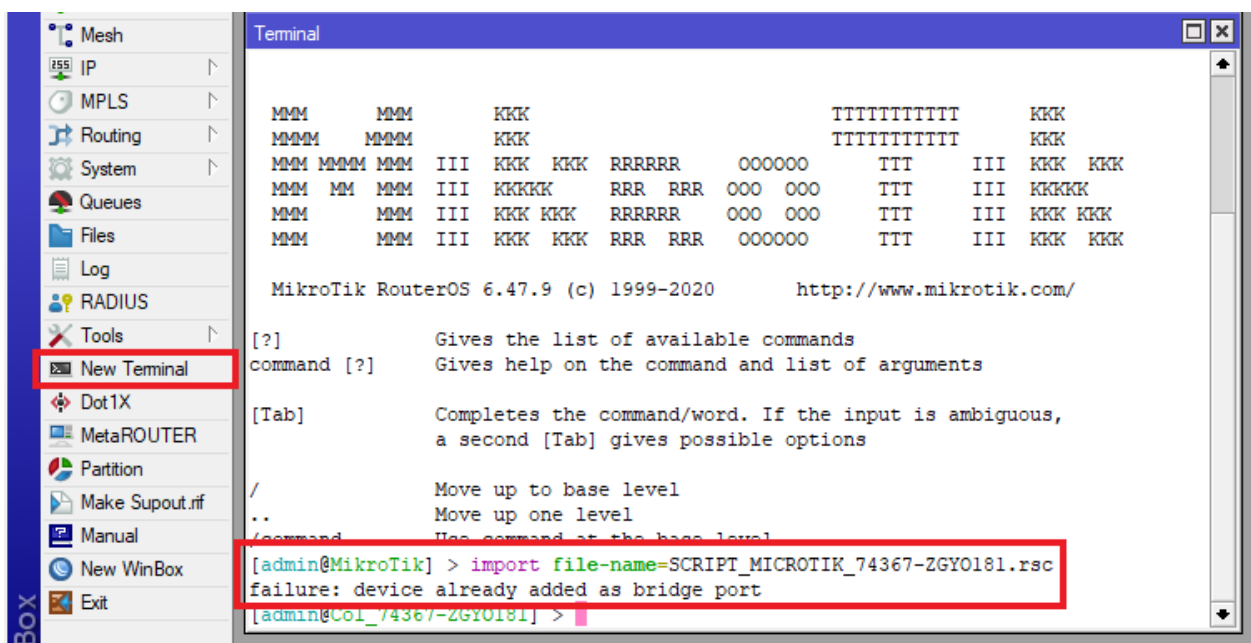 Mesh
IP
MPLS
Routing
System
Queues
Files
Log
RADIUS
Tools
New Terminal
Dot1X
MetaROUTER
Partition
Make Supout.rif
Manual
New WinBox
Exit
Box
Terminal
MMM      MMM       KKK                          TTTTTTTTTTT      KKK
MMMM    MMMM       KKK                          TTTTTTTTTTT      KKK
MMM MMMM MMM  III  KKK  KKK  RRRRRR     OOOOOO      TTT     III  KKK  KKK
MMM  MM  MMM  III  KKKKK     RRR  RRR  OOO  OOO     TTT     III  KKKKK
MMM      MMM  III  KKK KKK   RRRRRR    OOO  OOO     TTT     III  KKK KKK
MMM      MMM  III  KKK  KKK  RRR  RRR   OOOOOO      TTT     III  KKK  KKK
MikroTik RouterOS 6.47.9 (c) 1999-2020       http://www.mikrotik.com/
[?]             Gives the list of available commands
command [?]     Gives help on the command and list of arguments
[Tab]           Completes the command/word. If the input is ambiguous,
a second [Tab] gives possible options
/               Move up to base level
..              Move up one level
/command        Use command at the base level
[admin@MikroTik] > import file-name=SCRIPT_MICROTIK_74367-ZGYO181.rsc
failure: device already added as bridge port
[admin@Col_74367-ZGYO181] >